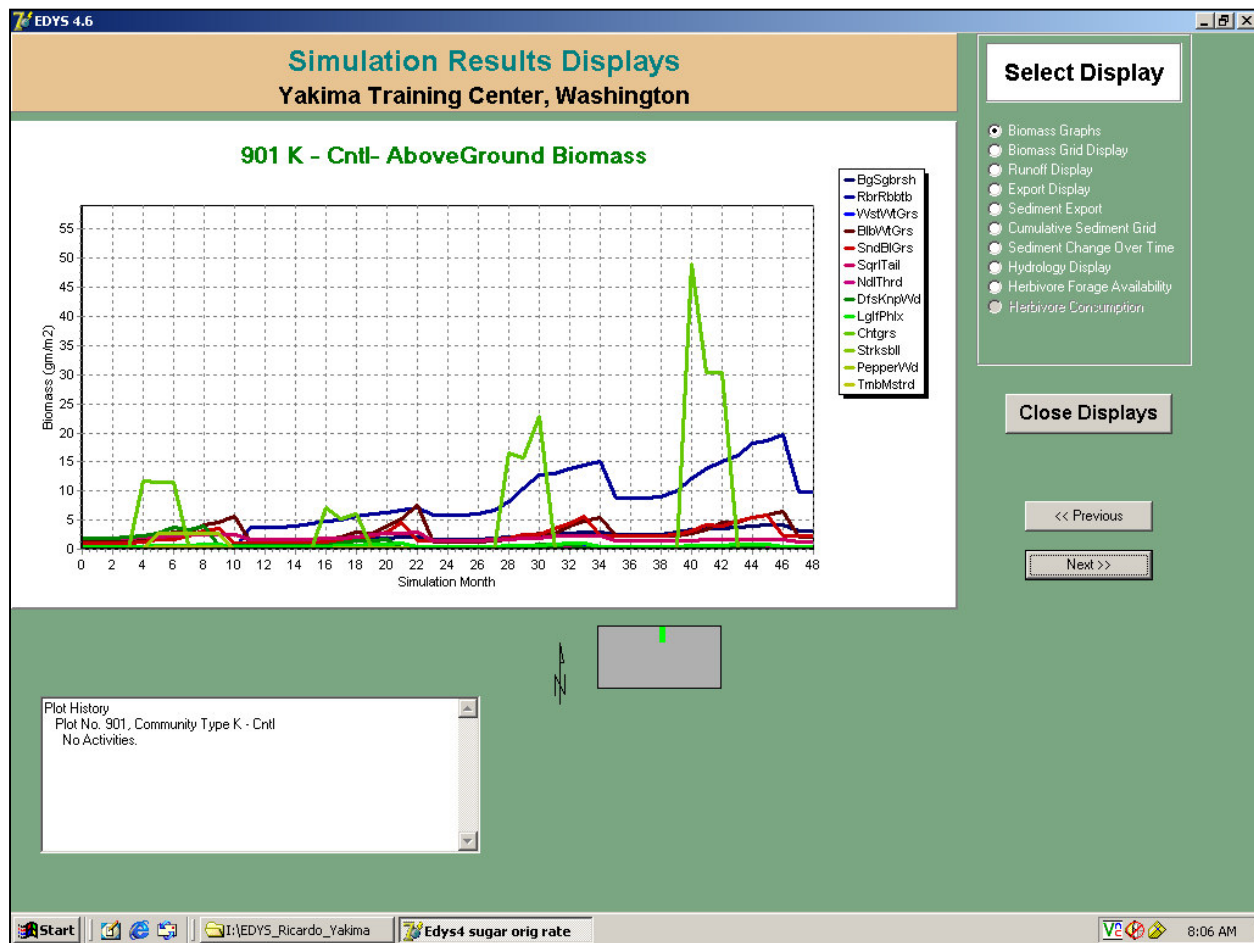 EDYS 4.6
Simulation Results Displays
Yakima Training Center, Washington
901 K - Cntl- AboveGround Biomass
BgSgbrsh
RbrRbbtb
WstWtGrs
BlbWtGrs
SndBlGrs
SqrlTail
NdlThrd
DfsKnpWd
LglfPhlx
Chtgrs
Strksbll
PepperWd
TmbMstrd
Biomass (gm/m2)
55
50
45
40
35
30
25
20
15
10
5
0
0 2 4 6 8 10 12 14 16 18 20 22 24 26 28 30 32 34 36 38 40 42 44 46 48
Simulation Month
Select Display
Biomass Graphs
Biomass Grid Display
Runoff Display
Export Display
Sediment Export
Cumulative Sediment Grid
Sediment Change Over Time
Hydrology Display
Herbivore Forage Availability
Herbivore Consumption
Close Displays
<< Previous
Next >>
N
Plot History
Plot No. 901, Community Type K - Cntl
No Activities.
Start
I:\EDYS_Ricardo_Yakima
Edys4 sugar orig rate
8:06 AM